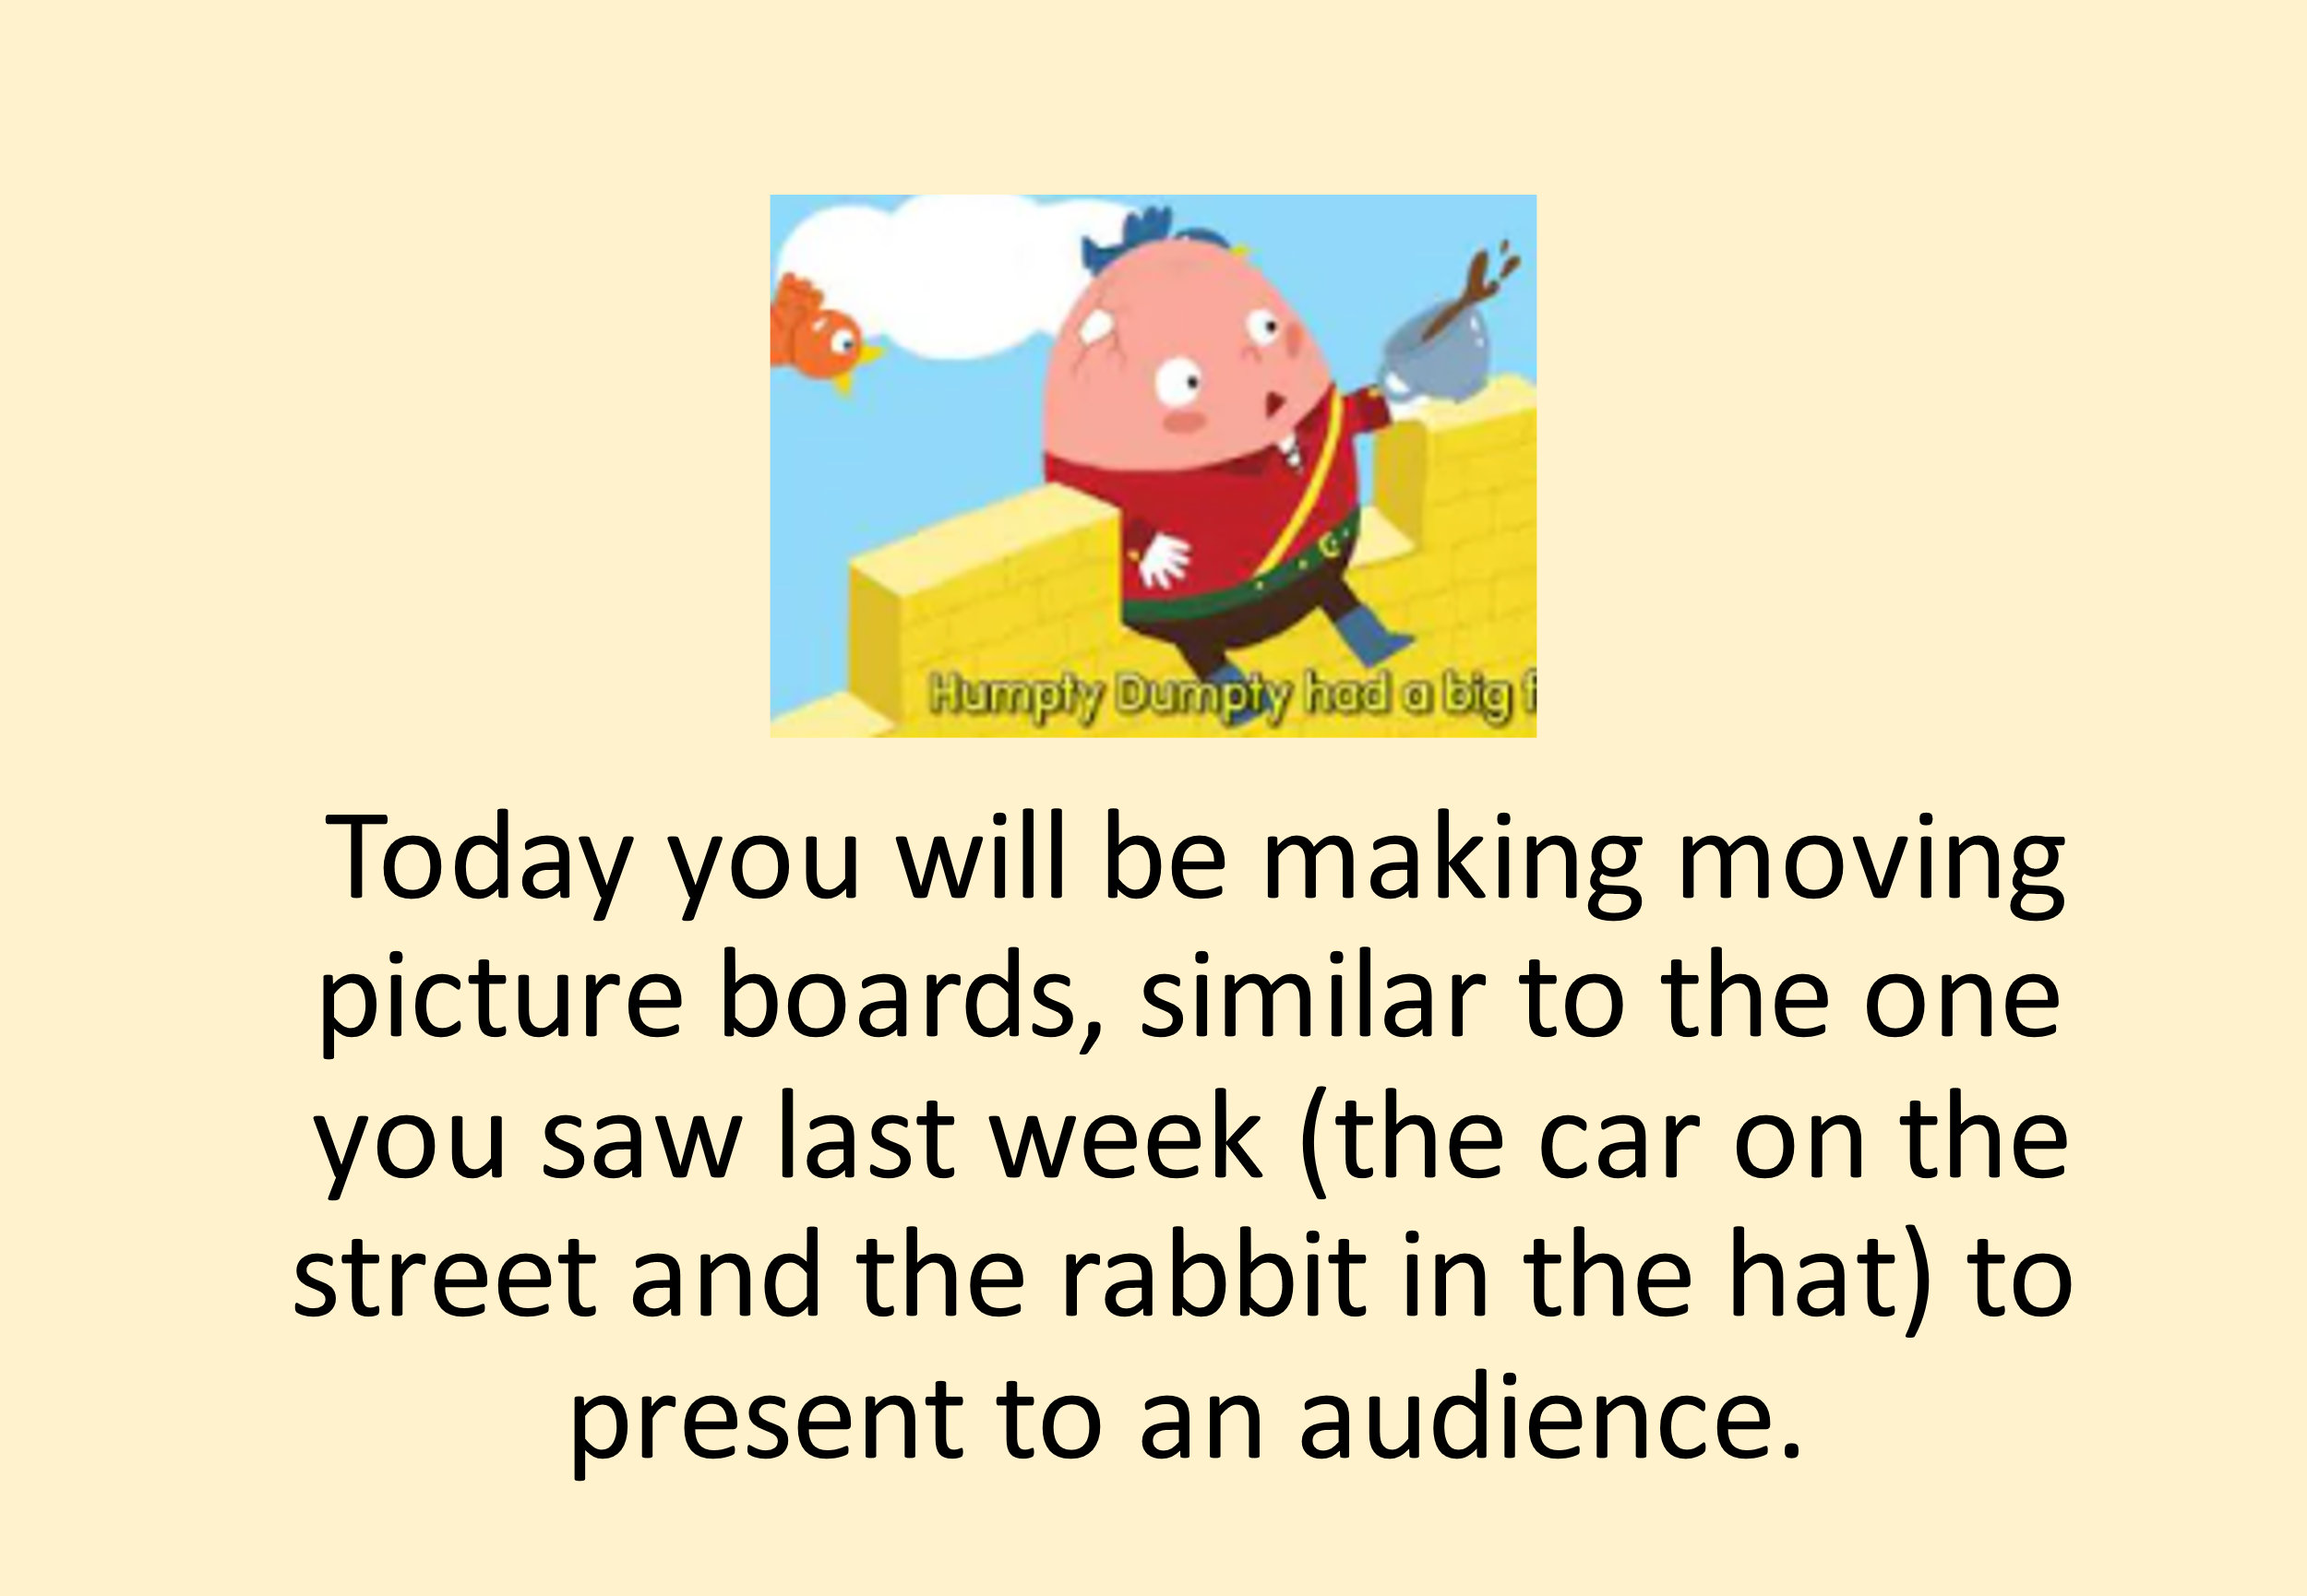 Humpty Dumpty had a big f
Today you will be making moving
picture boards, similar to the one
you saw last week (the car on the
street and the rabbit in the hat) to
present to an audience.